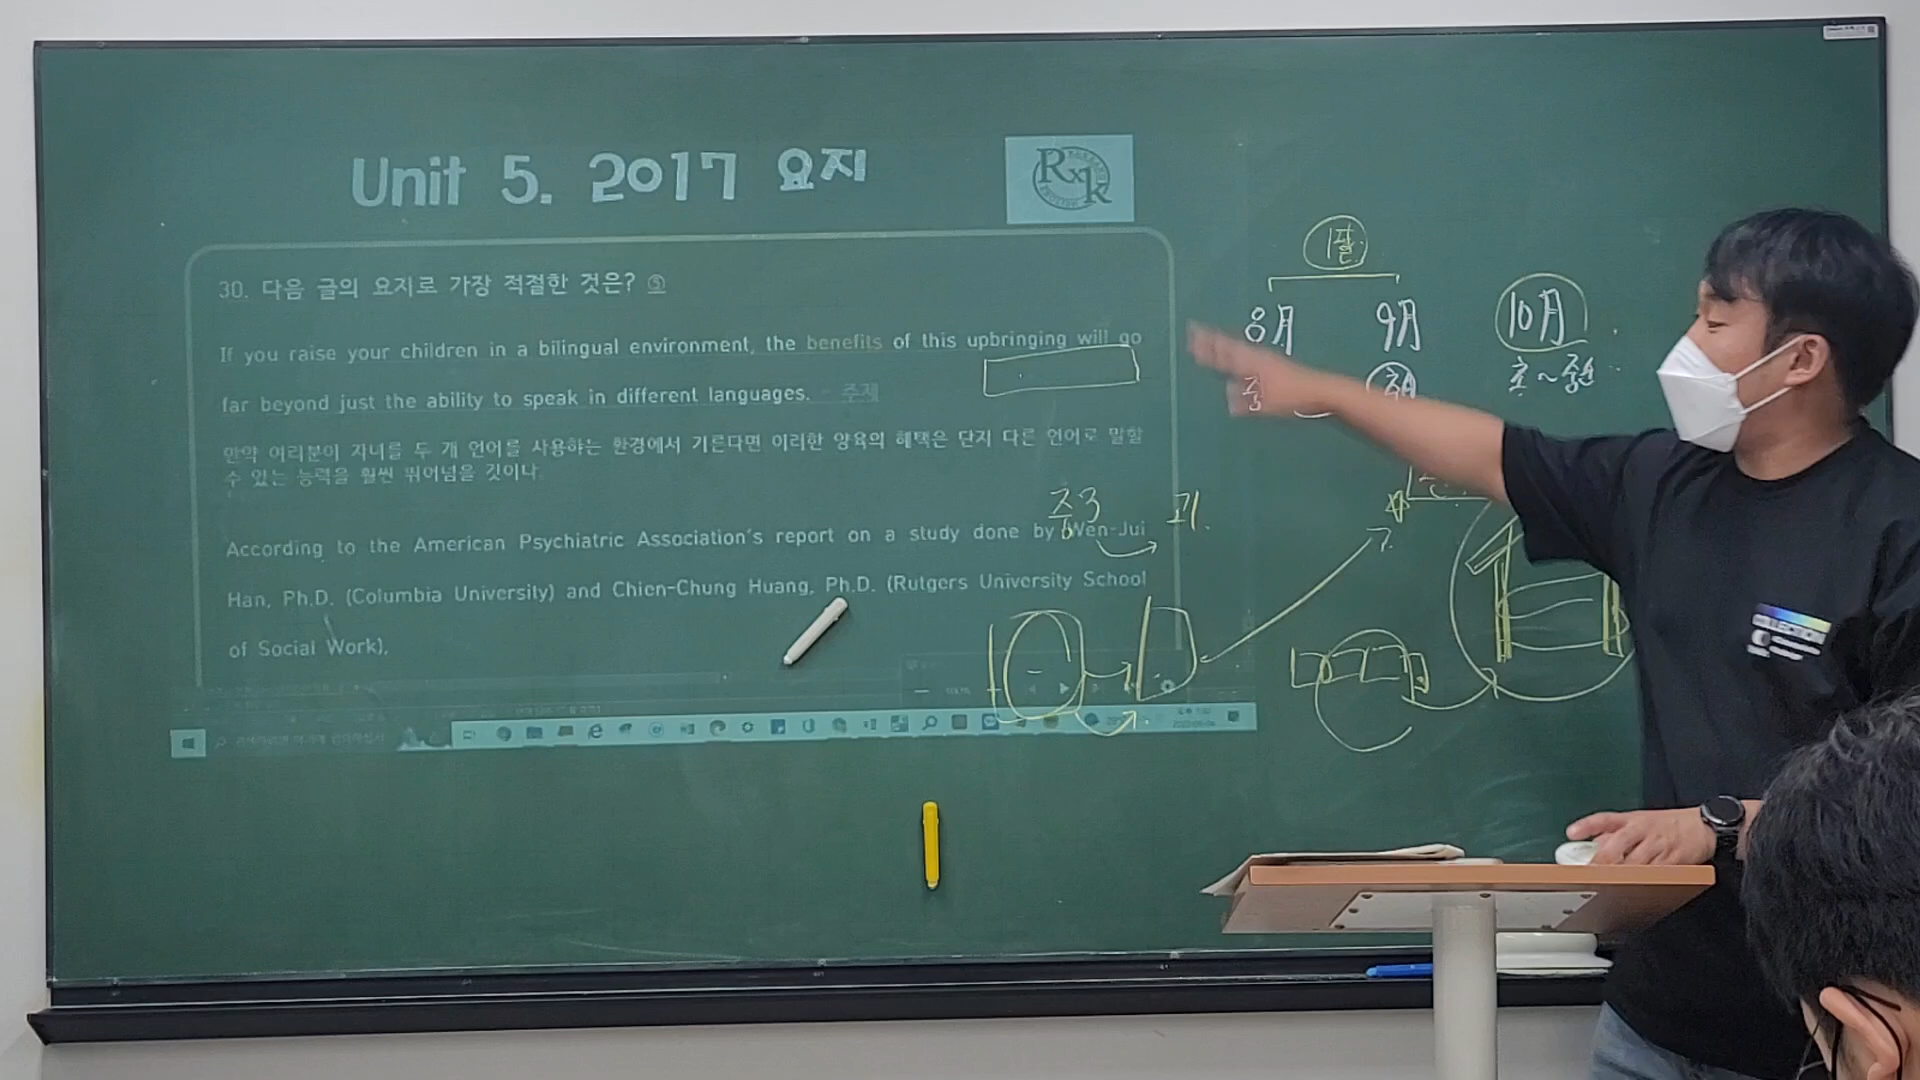 Unit 5. 2017 요지
RxK
30. 다음 글의 요지로 가장 적절한 것은? ⑤
If you raise your children in a bilingual environment, the benefits of this upbringing will go
far beyond just the ability to speak in different languages. - 주제
만약 여러분이 자녀를 두 개 언어를 사용하는 환경에서 기른다면 이러한 양육의 혜택은 단지 다른 언어로 말할
수 있는 능력을 훨씬 뛰어넘을 것이다.
According to the American Psychiatric Association's report on a study done by Wen-Jui
Han, Ph.D. (Columbia University) and Chien-Chung Huang, Ph.D. (Rutgers University School
of Social Work),
8月 9月 10月
초~중순
중3